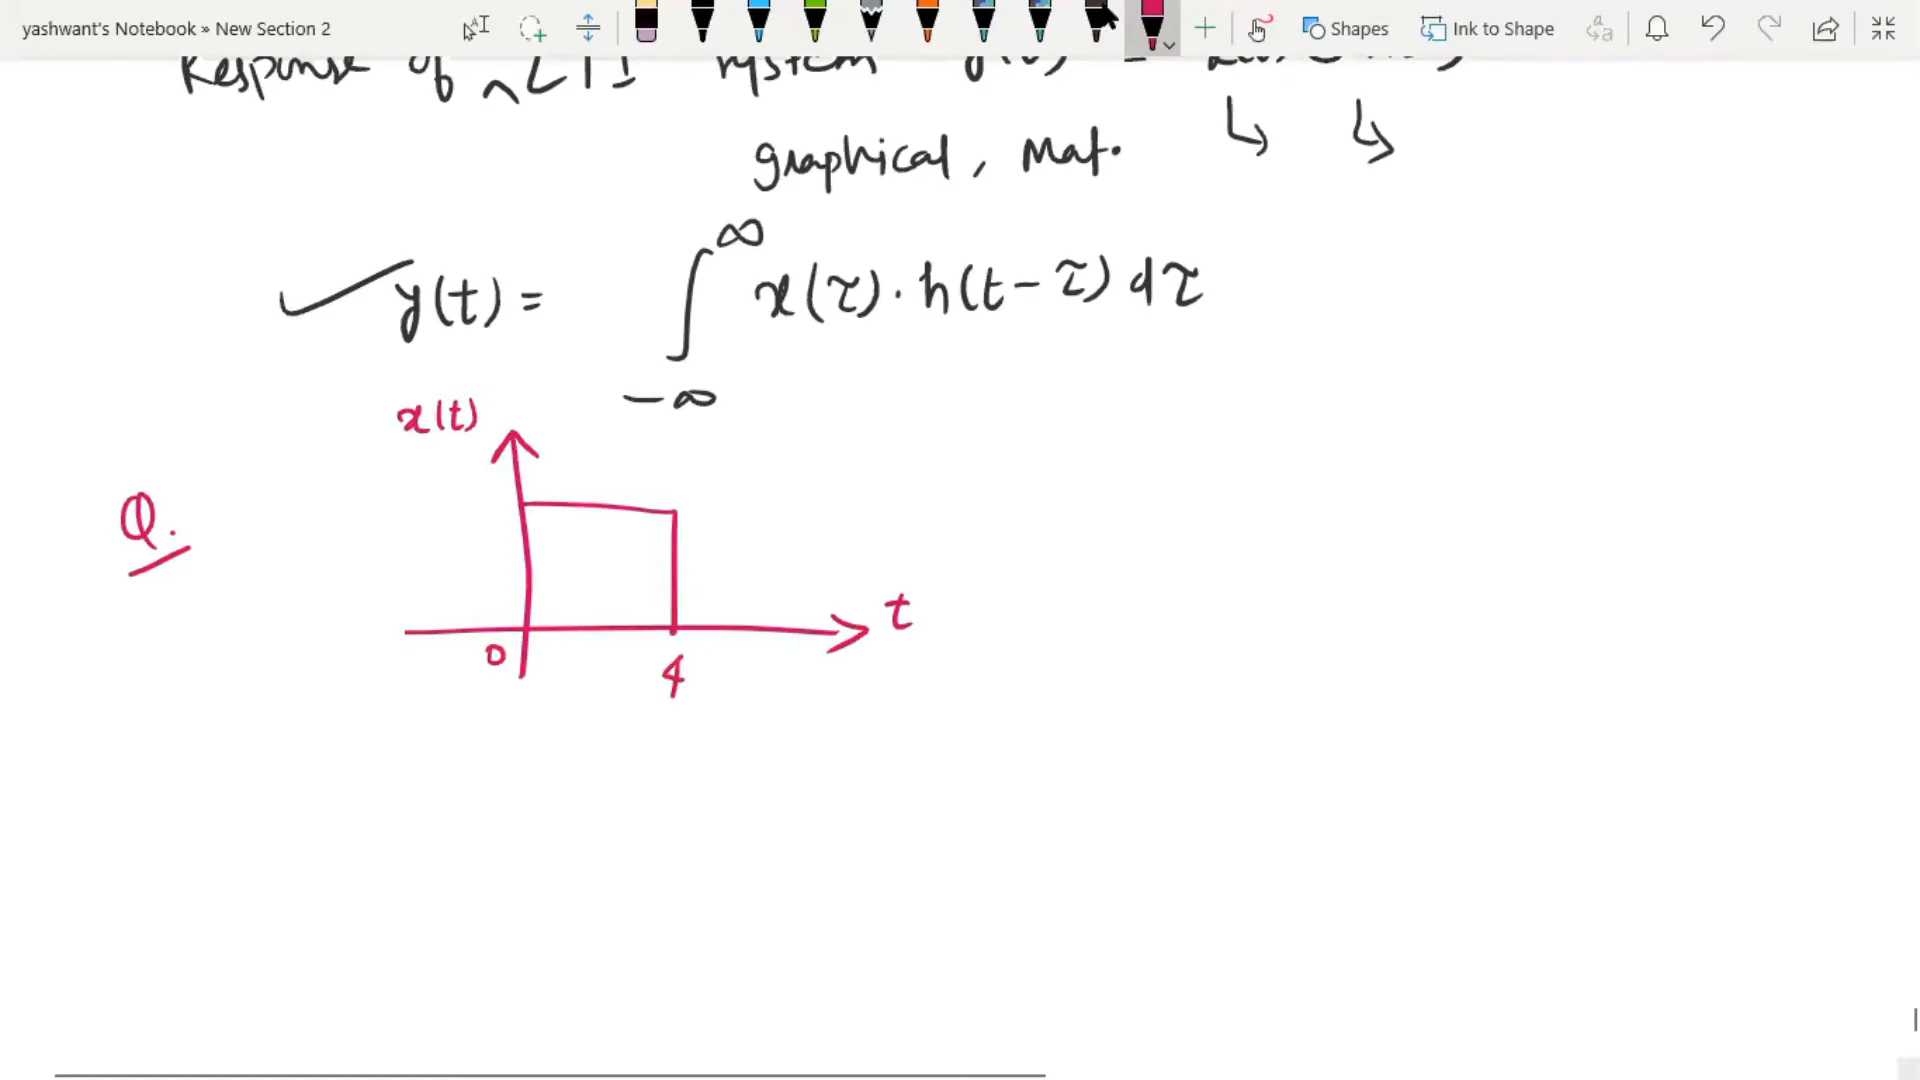 yashwant's Notebook » New Section 2
Shapes
Ink to Shape
Response of LTI system
graphical, Mat.
y(t) = ∫_{-∞}^{∞} x(τ) · h(t-τ) dτ
x(t)
Q.
t
0
4